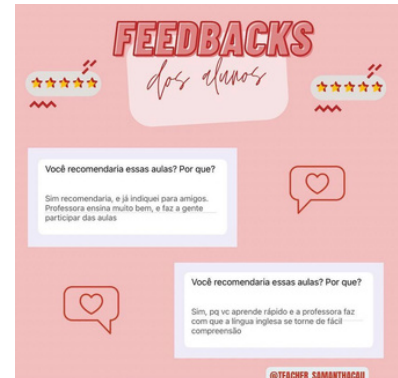 FEEDBACKS
dos alunos
Você recomendaria essas aulas? Por que?
Sim recomendaria, e já indiquei para amigos.
Professora ensina muito bem, e faz a gente
participar das aulas
Você recomendaria essas aulas? Por que?
Sim, pq vc aprende rápido e a professora faz
com que a língua inglesa se torne de fácil
compreensão
@TEACHER_SAMANTHACAU